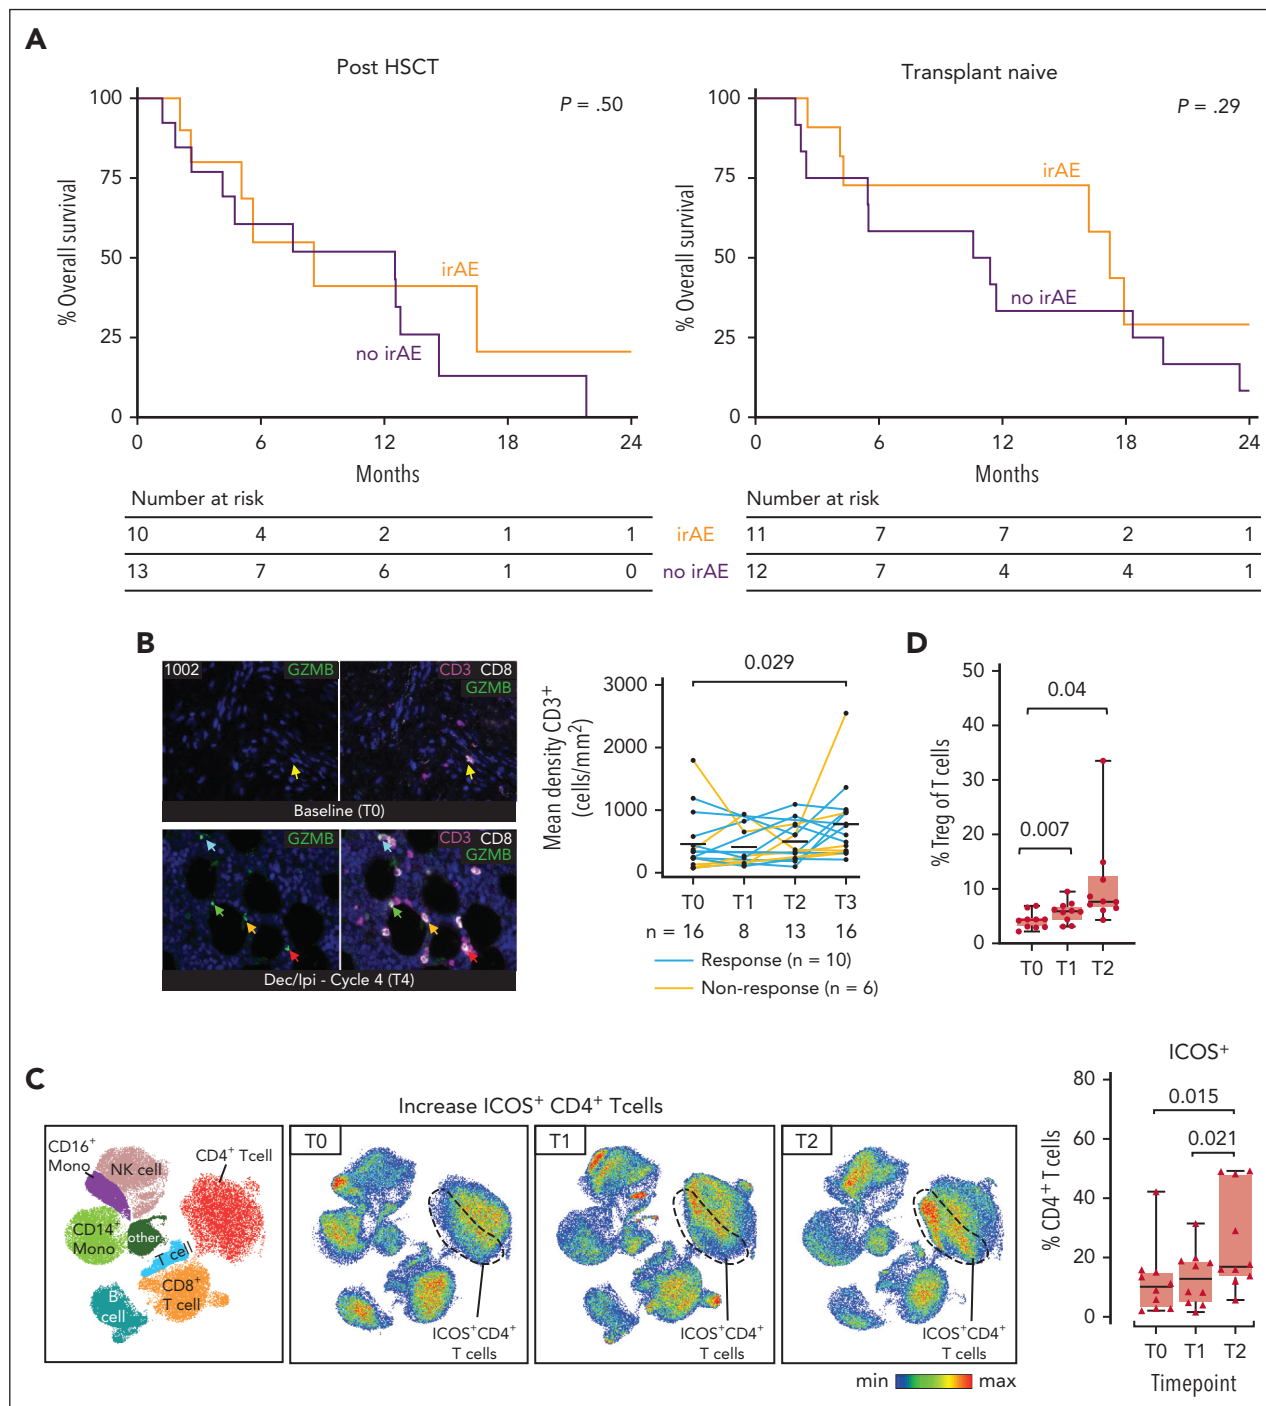 A
Post HSCT
P = .50
% Overall survival
100
75
50
25
0
irAE
no irAE
0 6 12 18 24
Months
Transplant naive
P = .29
% Overall survival
100
75
50
25
0
irAE
no irAE
0 6 12 18 24
Months
Number at risk
Number at risk
10 4 2 1 1 irAE 11 7 7 2 1
13 7 6 1 0 no irAE 12 7 4 4 1
B
1002 GZMB
CD3 CD8
GZMB
Baseline (T0)
GZMB
CD3 CD8
GZMB
Dec/Ipi - Cycle 4 (T4)
0.029
Mean density CD3+
(cells/mm²)
3000
2000
1000
0
T0 T1 T2 T3
n = 16 8 13 16
Response (n = 10)
Non-response (n = 6)
D
% Treg of T cells
50
40
30
20
10
0
0.04
0.007
T0 T1 T2
C
Increase ICOS+ CD4+ Tcells
CD16+
Mono
NK cell
CD4+ Tcell
CD14+
Mono
other
T cell
CD8+
T cell
B
cell
T0
ICOS+CD4+
T cells
T1
ICOS+CD4+
T cells
T2
ICOS+CD4+
T cells
min max
ICOS+
% CD4+ T cells
80
60
40
20
0
0.015
0.021
T0 T1 T2
Timepoint